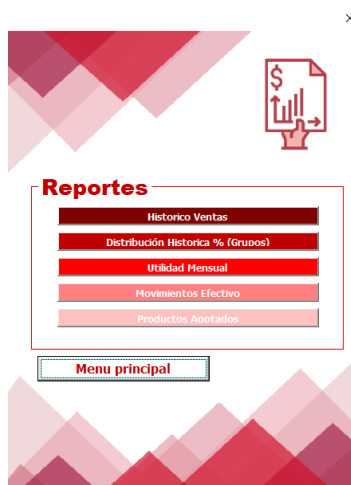 $
Reportes
Historico Ventas
Distribución Historica % (Grupos)
Utilidad Mensual
Movimientos Efectivo
Productos Agotados
Menu principal